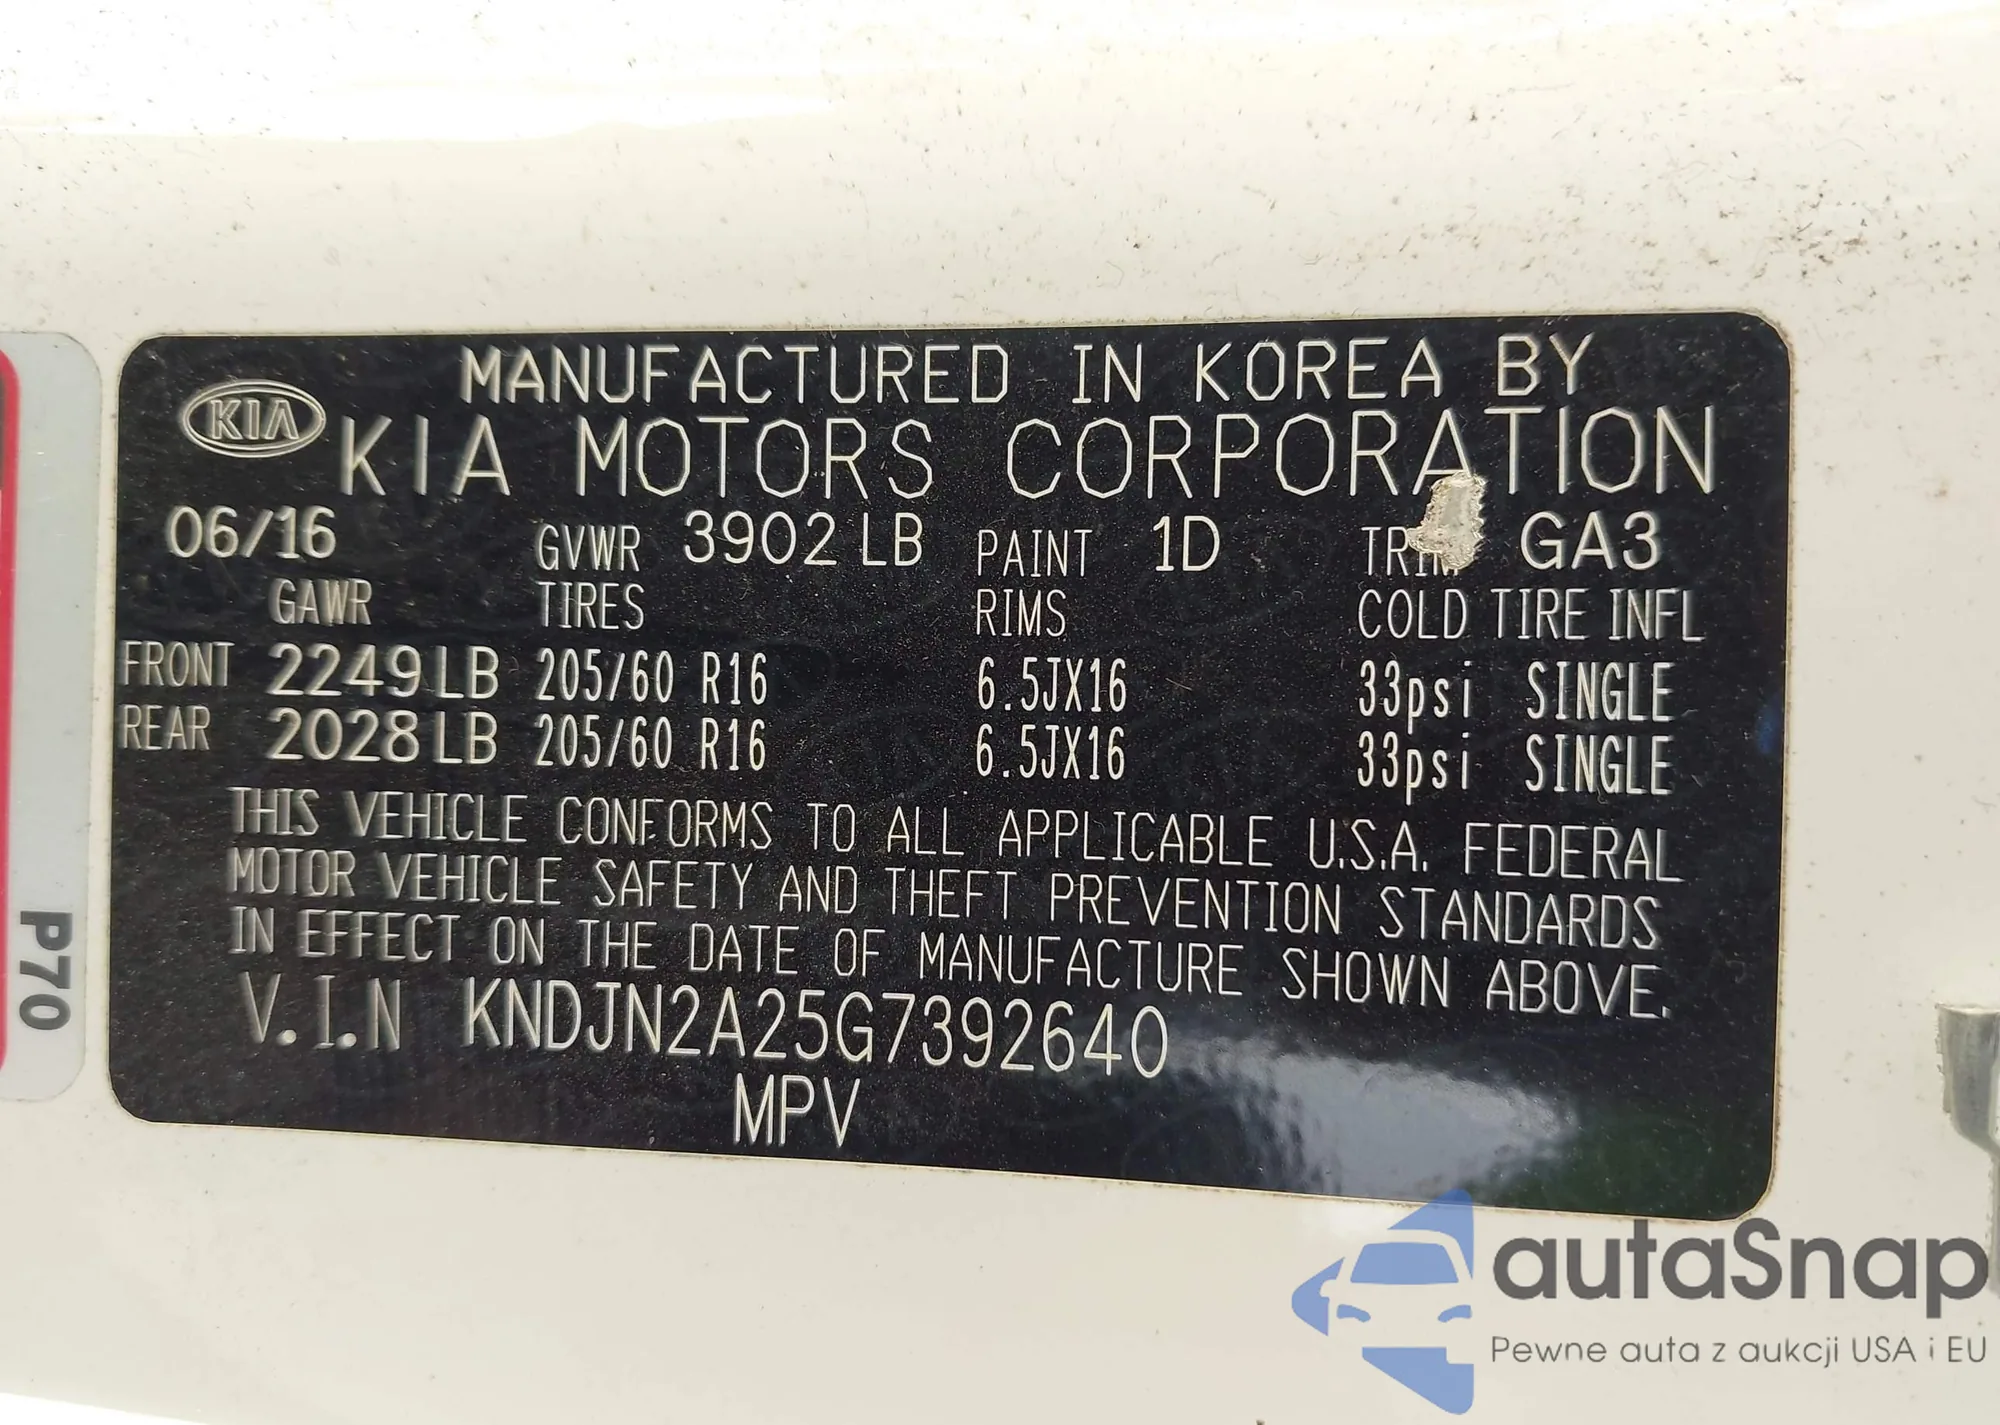 MANUFACTURED IN KOREA BY
KIA KIA MOTORS CORPORATION
06/16 GVWR 3902 LB PAINT 1D TRIM GA3
GAWR TIRES RIMS COLD TIRE INFL
FRONT 2249 LB 205/60 R16 6.5JX16 33psi SINGLE
REAR 2028 LB 205/60 R16 6.5JX16 33psi SINGLE
THIS VEHICLE CONFORMS TO ALL APPLICABLE U.S.A. FEDERAL
MOTOR VEHICLE SAFETY AND THEFT PREVENTION STANDARDS
IN EFFECT ON THE DATE OF MANUFACTURE SHOWN ABOVE.
V.I.N KNDJN2A25G7392640
MPV
P70
autaSnap
Pewne auta z aukcji USA i EU